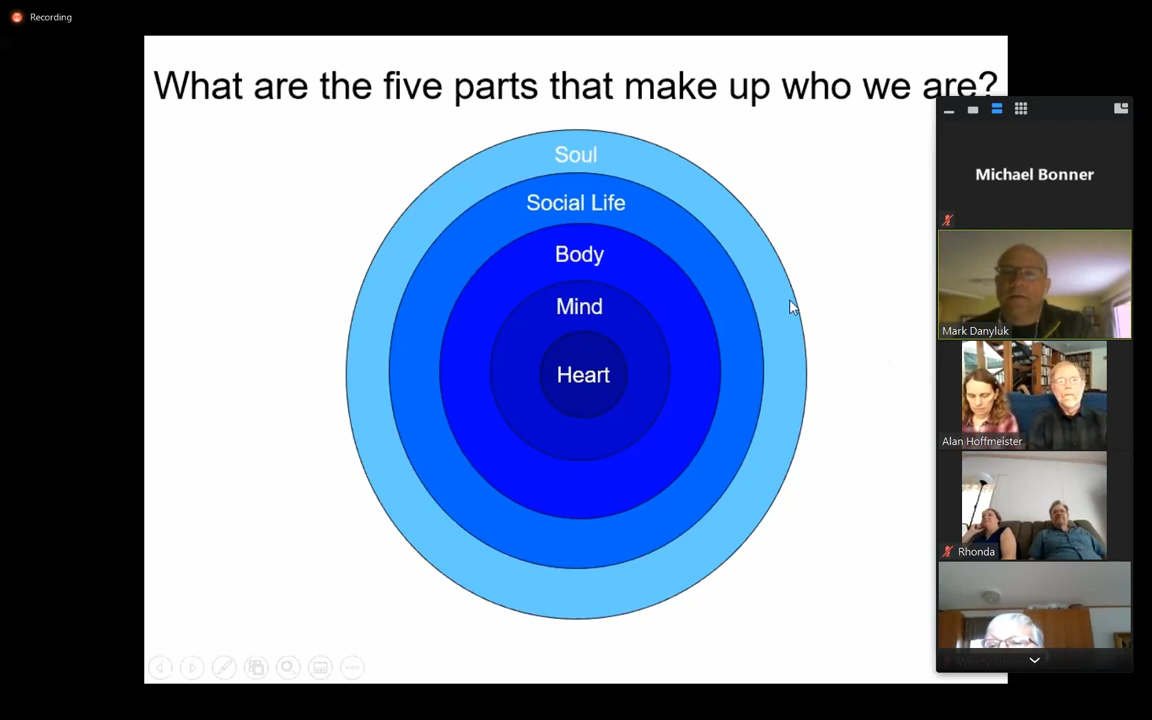 Recording
What are the five parts that make up who we are?
Soul
Social Life
Body
Mind
Heart
Michael Bonner
Mark Danyluk
Alan Hoffmeister
Rhonda